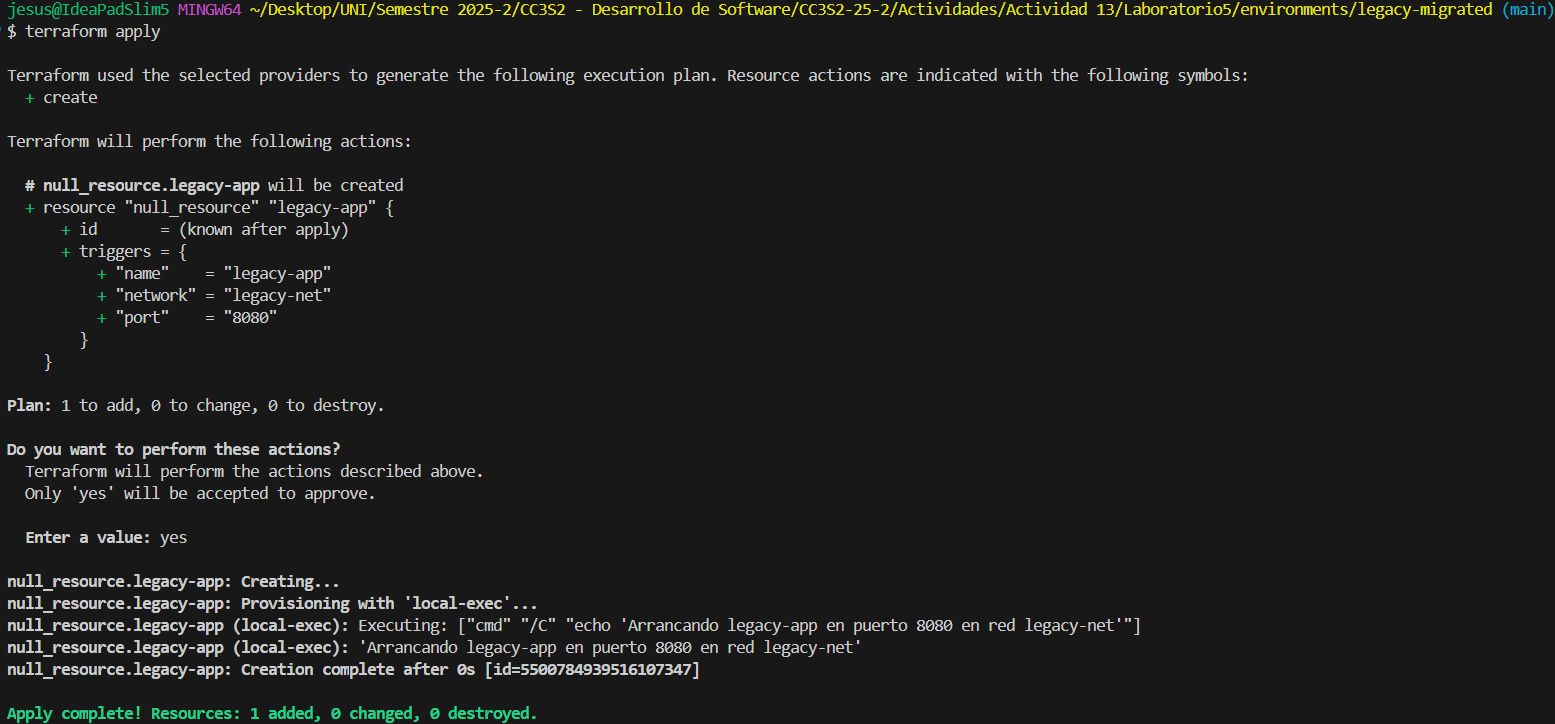 jesus@IdeaPadSlim5 MINGW64 ~/Desktop/UNI/Semestre 2025-2/CC3S2 - Desarrollo de Software/CC3S2-25-2/Actividades/Actividad 13/Laboratorio5/environments/legacy-migrated (main)
$ terraform apply
Terraform used the selected providers to generate the following execution plan. Resource actions are indicated with the following symbols:
  + create
Terraform will perform the following actions:
  # null_resource.legacy-app will be created
  + resource "null_resource" "legacy-app" {
      + id       = (known after apply)
      + triggers = {
          + "name"    = "legacy-app"
          + "network" = "legacy-net"
          + "port"    = "8080"
        }
    }
Plan: 1 to add, 0 to change, 0 to destroy.
Do you want to perform these actions?
  Terraform will perform the actions described above.
  Only 'yes' will be accepted to approve.
  Enter a value: yes
null_resource.legacy-app: Creating...
null_resource.legacy-app: Provisioning with 'local-exec'...
null_resource.legacy-app (local-exec): Executing: ["cmd" "/C" "echo 'Arrancando legacy-app en puerto 8080 en red legacy-net'"]
null_resource.legacy-app (local-exec): 'Arrancando legacy-app en puerto 8080 en red legacy-net'
null_resource.legacy-app: Creation complete after 0s [id=5500784939516107347]
Apply complete! Resources: 1 added, 0 changed, 0 destroyed.